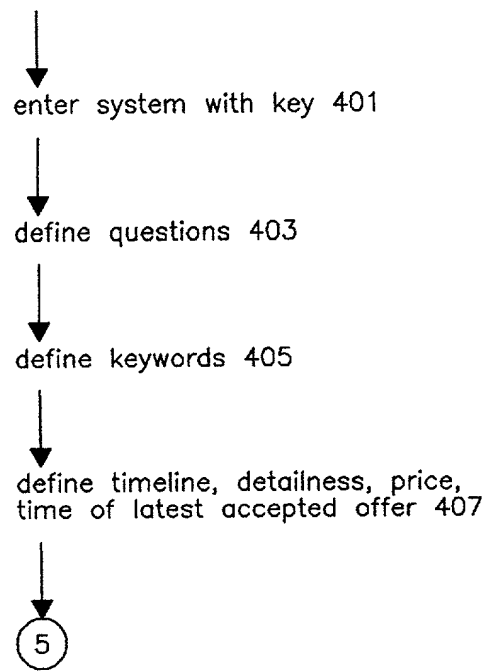 enter system with key 401
define questions 403
define keywords 405
define timeline, detailness, price,
time of latest accepted offer 407
5